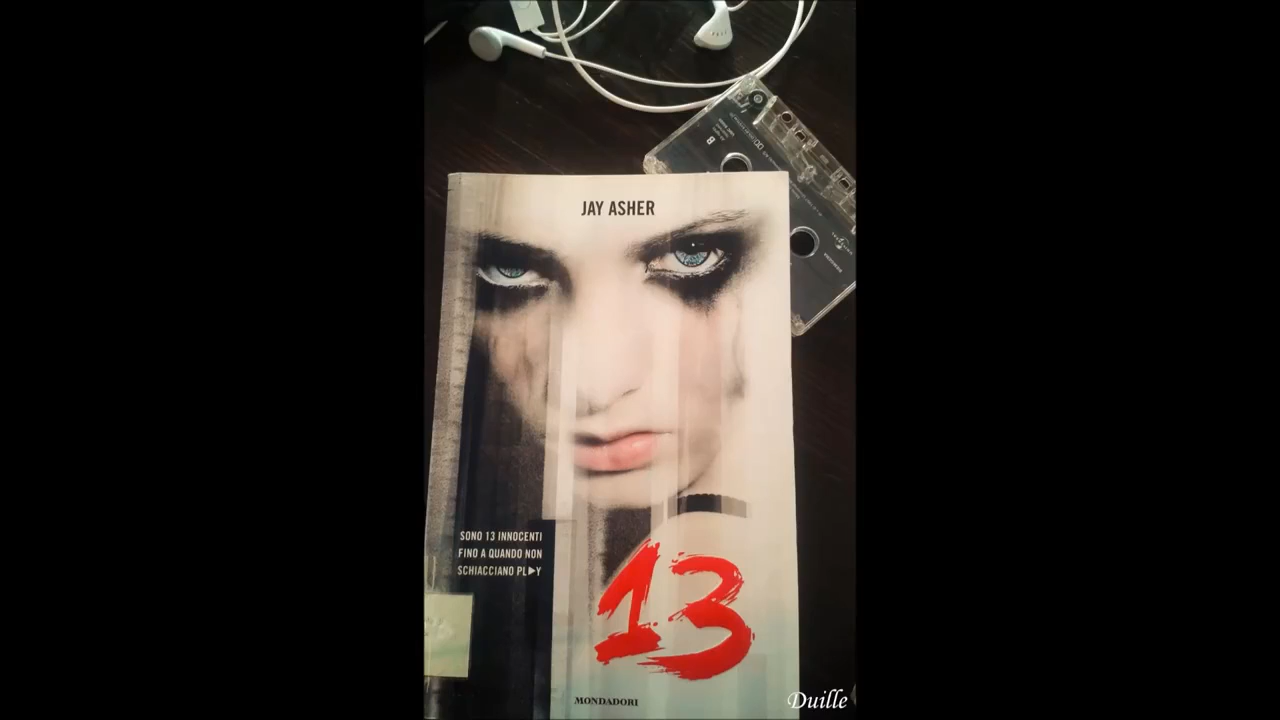 JAY ASHER
SONO 13 INNOCENTI
FINO A QUANDO NON
SCHIACCIANO PL▶Y
13
MONDADORI
B
Duille